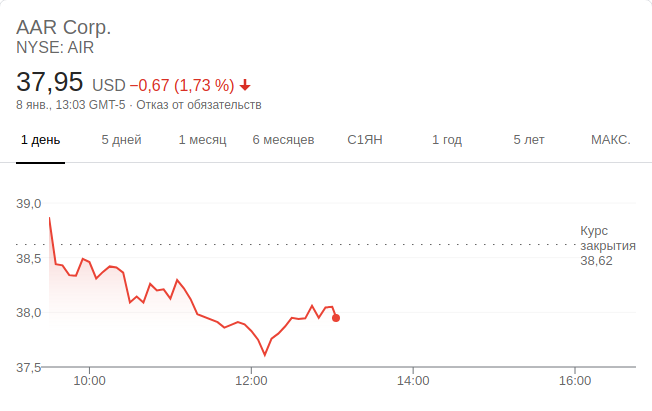 AAR Corp.
NYSE: AIR
37,95 USD −0,67 (1,73 %)
8 янв., 13:03 GMT-5 · Отказ от обязательств
1 день 5 дней 1 месяц 6 месяцев С1ЯН 1 год 5 лет МАКС.
39,0
Курс
закрытия
38,62
38,5
38,0
37,5
10:00 12:00 14:00 16:00